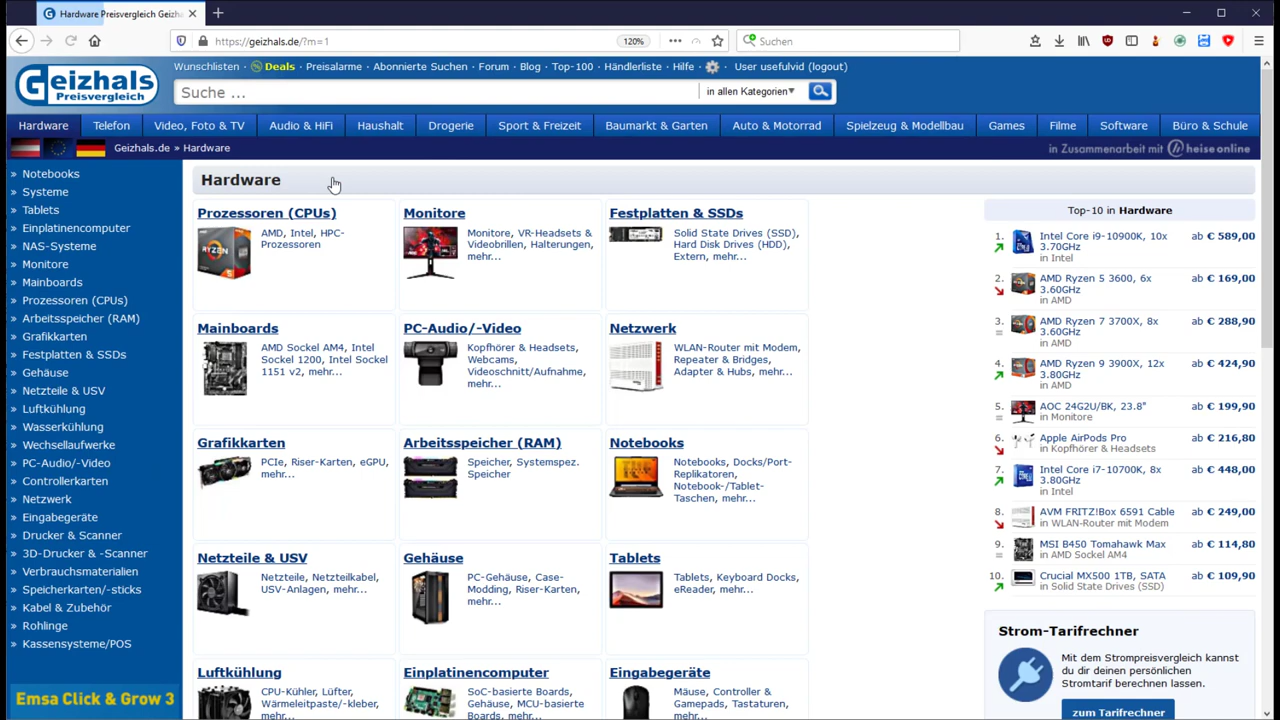 Hardware Preisvergleich Geizha
https://geizhals.de/?m=1
120%
Suchen
Geizhals
Preisvergleich
Wunschlisten
Deals
Preisalarme
Abonnierte Suchen
Forum
Blog
Top-100
Händlerliste
Hilfe
User usefulvid (logout)
Suche ...
in allen Kategorien
Hardware
Telefon
Video, Foto & TV
Audio & HiFi
Haushalt
Drogerie
Sport & Freizeit
Baumarkt & Garten
Auto & Motorrad
Spielzeug & Modellbau
Games
Filme
Software
Büro & Schule
Geizhals.de » Hardware
in Zusammenarbeit mit heise online
» Notebooks
» Systeme
» Tablets
» Einplatinencomputer
» NAS-Systeme
» Monitore
» Mainboards
» Prozessoren (CPUs)
» Arbeitsspeicher (RAM)
» Grafikkarten
» Festplatten & SSDs
» Gehäuse
» Netzteile & USV
» Luftkühlung
» Wasserkühlung
» Wechsellaufwerke
» PC-Audio/-Video
» Controllerkarten
» Netzwerk
» Eingabegeräte
» Drucker & Scanner
» 3D-Drucker & -Scanner
» Verbrauchsmaterialien
» Speicherkarten/-sticks
» Kabel & Zubehör
» Rohlinge
» Kassensysteme/POS
Emsa Click & Grow 3
Hardware
Prozessoren (CPUs)
AMD, Intel, HPC-
Prozessoren
Monitore
Monitore, VR-Headsets &
Videobrillen, Halterungen,
mehr...
Festplatten & SSDs
Solid State Drives (SSD),
Hard Disk Drives (HDD),
Extern, mehr...
Mainboards
AMD Sockel AM4, Intel
Sockel 1200, Intel Sockel
1151 v2, mehr...
PC-Audio/-Video
Kopfhörer & Headsets,
Webcams,
Videoschnitt/Aufnahme,
mehr...
Netzwerk
WLAN-Router mit Modem,
Repeater & Bridges,
Adapter & Hubs, mehr...
Grafikkarten
PCIe, Riser-Karten, eGPU,
mehr...
Arbeitsspeicher (RAM)
Speicher, Systemspez.
Speicher
Notebooks
Notebooks, Docks/Port-
Replikatoren,
Notebook-/Tablet-
Taschen, mehr...
Netzteile & USV
Netzteile, Netzteilkabel,
USV-Anlagen, mehr...
Gehäuse
PC-Gehäuse, Case-
Modding, Riser-Karten,
mehr...
Tablets
Tablets, Keyboard Docks,
eReader, mehr...
Luftkühlung
CPU-Kühler, Lüfter,
Wärmeleitpaste/-kleber,
mehr...
Einplatinencomputer
SoC-basierte Boards,
Gehäuse, MCU-basierte
Boards, mehr...
Eingabegeräte
Mäuse, Controller &
Gamepads, Tastaturen,
mehr...
Top-10 in Hardware
1. Intel Core i9-10900K, 10x ab € 589,00
3.70GHz
in Intel
2. AMD Ryzen 5 3600, 6x ab € 169,00
3.60GHz
in AMD
3. AMD Ryzen 7 3700X, 8x ab € 288,90
3.60GHz
in AMD
4. AMD Ryzen 9 3900X, 12x ab € 424,90
3.80GHz
in AMD
5. AOC 24G2U/BK, 23.8" ab € 199,90
in Monitore
6. Apple AirPods Pro ab € 216,80
in Kopfhörer & Headsets
7. Intel Core i7-10700K, 8x ab € 448,00
3.80GHz
in Intel
8. AVM FRITZ!Box 6591 Cable ab € 249,00
in WLAN-Router mit Modem
9. MSI B450 Tomahawk Max ab € 114,80
in AMD Sockel AM4
10. Crucial MX500 1TB, SATA ab € 109,90
in Solid State Drives (SSD)
Strom-Tarifrechner
Mit dem Strompreisvergleich kannst
du dir deinen persönlichen
Stromtarif berechnen lassen.
zum Tarifrechner